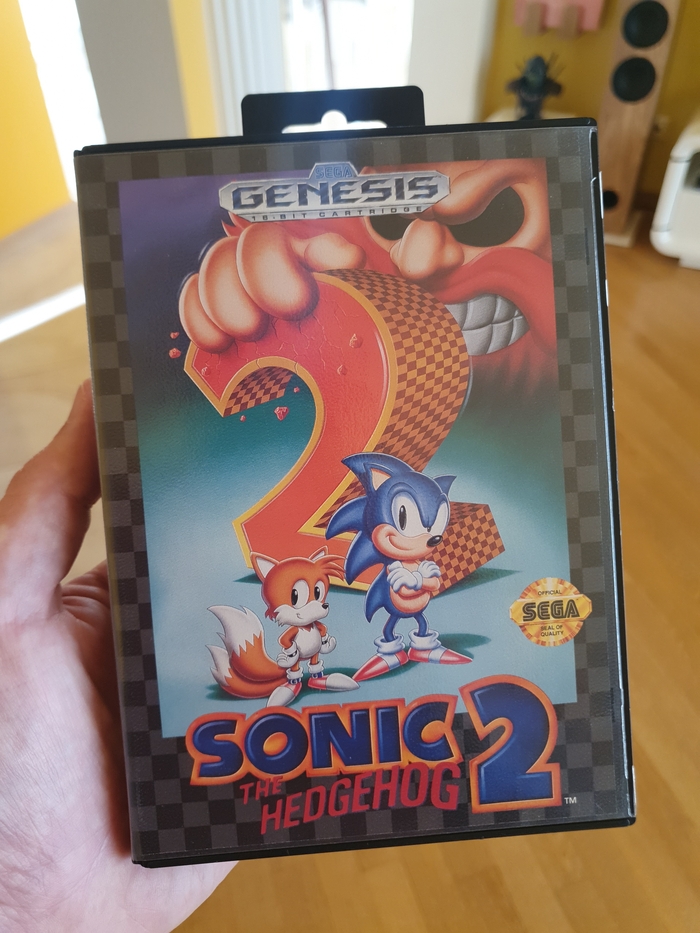 SEGA
GENESIS
16-BIT CARTRIDGE
2
OFFICIAL
SEGA
SEAL OF
QUALITY
SONIC 2
THE
HEDGEHOG
TM